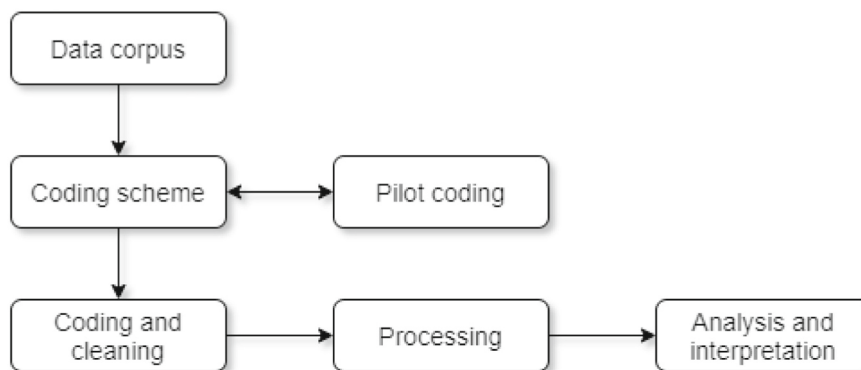 Data corpus
Coding scheme
Pilot coding
Coding and
cleaning
Processing
Analysis and
interpretation